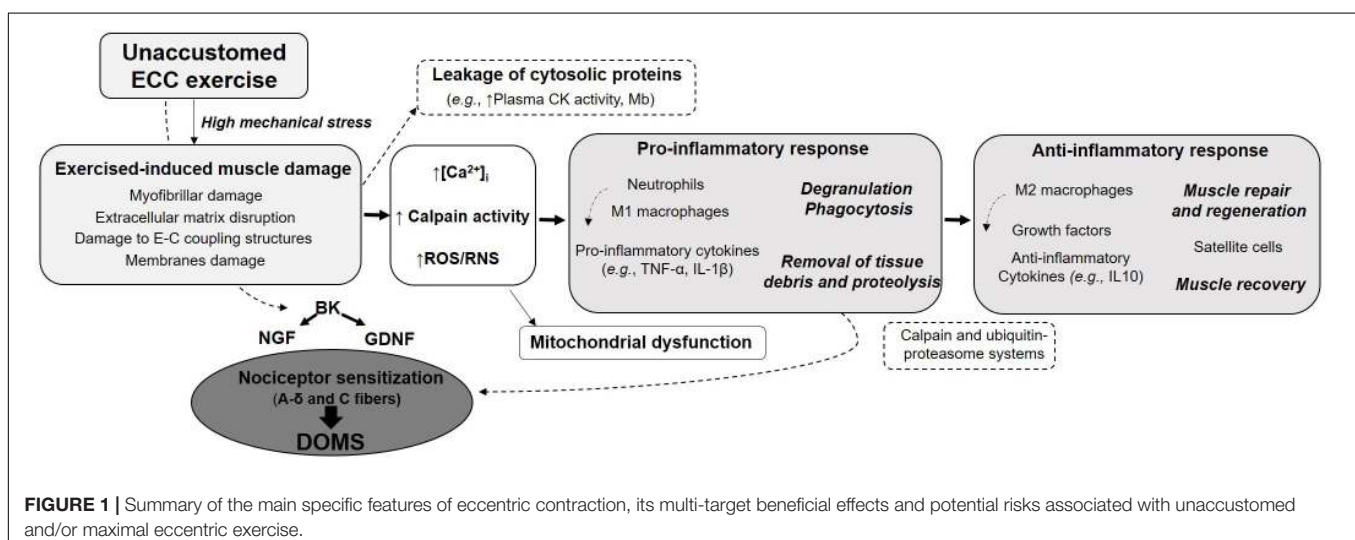 Unaccustomed
ECC exercise
High mechanical stress
Leakage of cytosolic proteins
(e.g., ↑Plasma CK activity, Mb)
Exercised-induced muscle damage
Myofibrillar damage
Extracellular matrix disruption
Damage to E-C coupling structures
Membranes damage
↑[Ca²⁺]ᵢ
↑ Calpain activity
↑ROS/RNS
Mitochondrial dysfunction
Pro-inflammatory response
Neutrophils
M1 macrophages
Pro-inflammatory cytokines
(e.g., TNF-α, IL-1β)
Degranulation
Phagocytosis
Removal of tissue
debris and proteolysis
Anti-inflammatory response
M2 macrophages
Growth factors
Anti-inflammatory
Cytokines (e.g., IL10)
Muscle repair
and regeneration
Satellite cells
Muscle recovery
Calpain and ubiquitin-
proteasome systems
BK
NGF
GDNF
Nociceptor sensitization
(A-δ and C fibers)
DOMS
FIGURE 1 | Summary of the main specific features of eccentric contraction, its multi-target beneficial effects and potential risks associated with unaccustomed
and/or maximal eccentric exercise.